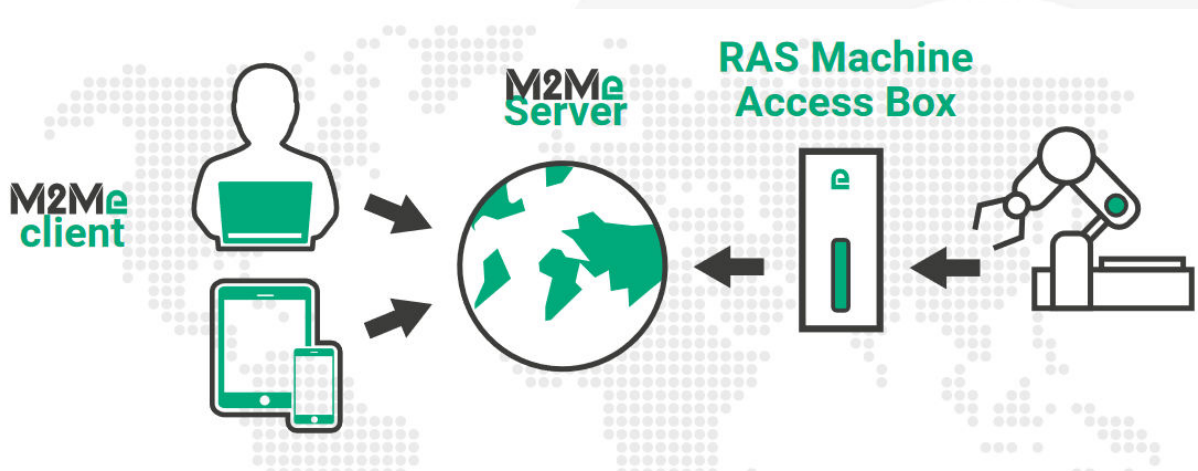 M2Me
client
M2Me
Server
RAS Machine
Access Box
e